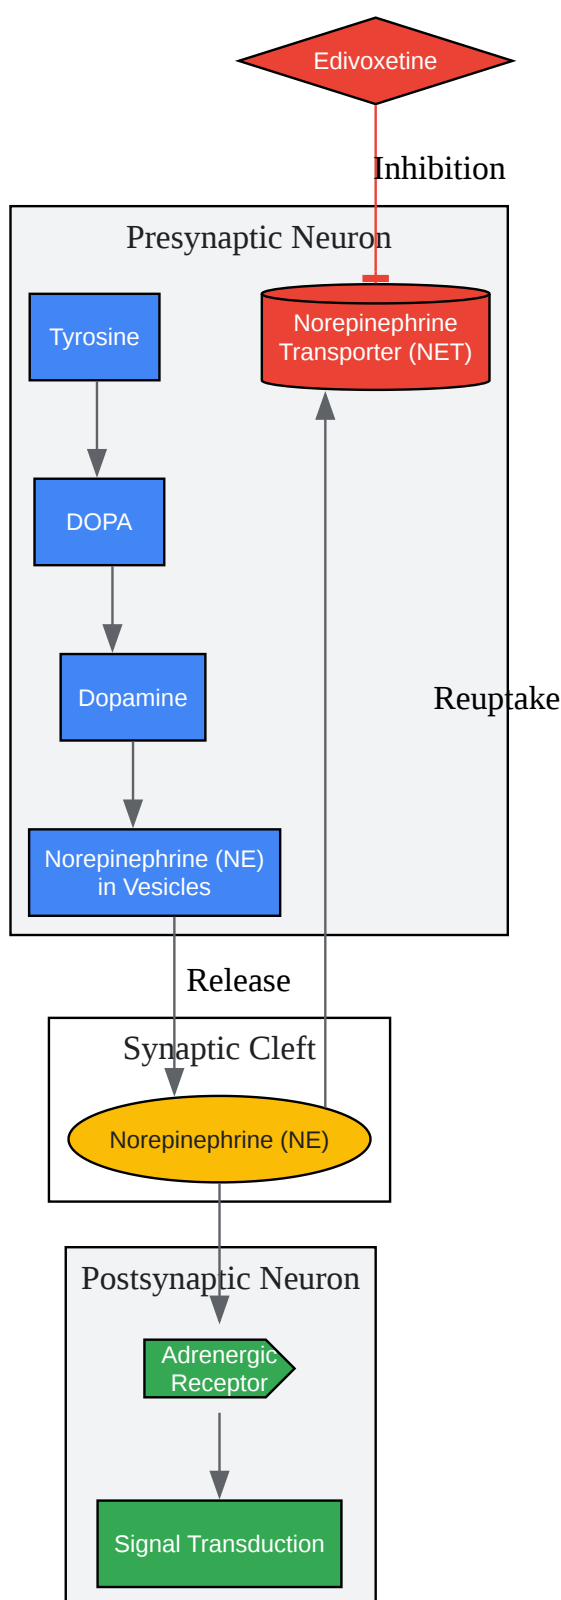 Edivoxetine
Inhibition
Presynaptic Neuron
Tyrosine
Norepinephrine
Transporter (NET)
DOPA
Dopamine
Reuptake
Norepinephrine (NE)
in Vesicles
Release
Synaptic Cleft
Norepinephrine (NE)
Postsynaptic Neuron
Adrenergic
Receptor
Signal Transduction